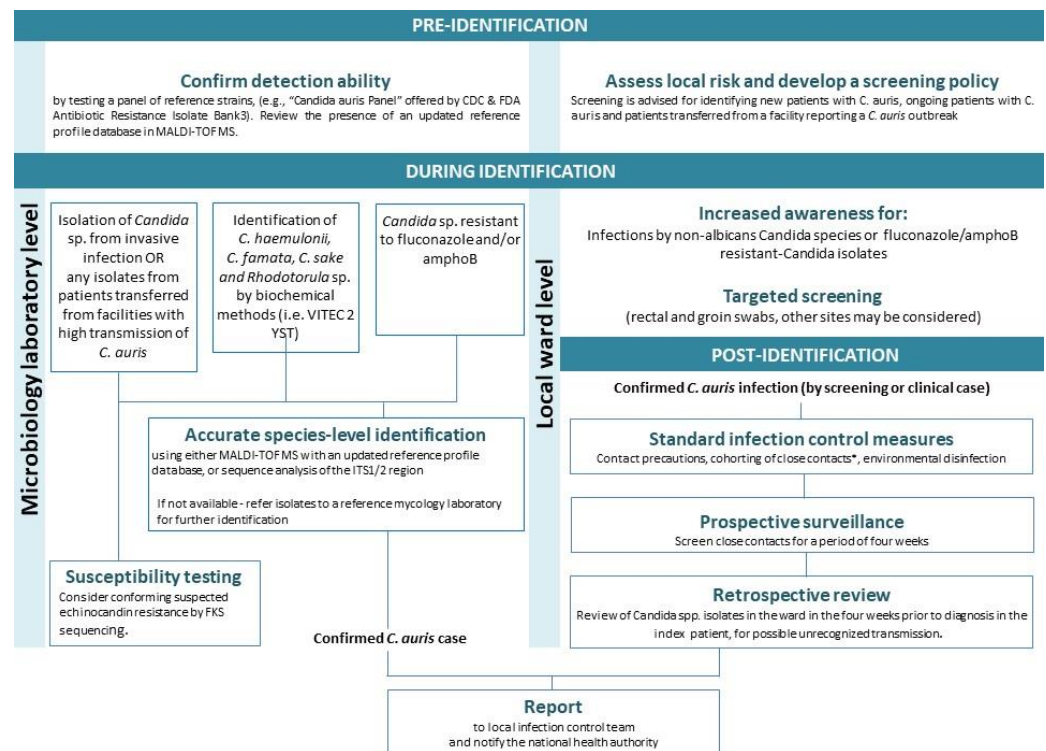 PRE-IDENTIFICATION
Confirm detection ability
by testing a panel of reference strains, (e.g., “Candida auris Panel” offered by CDC & FDA
Antibiotic Resistance Isolate Bank3). Review the presence of an updated reference
profile database in MALDI-TOF MS.
Assess local risk and develop a screening policy
Screening is advised for identifying new patients with C. auris, ongoing patients with C.
auris and patients transferred from a facility reporting a C. auris outbreak
DURING IDENTIFICATION
Microbiology laboratory level
Isolation of Candida
sp. from invasive
infection OR
any isolates from
patients transferred
from facilities with
high transmission of
C. auris
Identification of
C. haemulonii,
C. famata, C. sake
and Rhodotorula sp.
by biochemical
methods (i.e. VITEC 2
YST)
Candida sp. resistant
to fluconazole and/or
amphoB
Accurate species-level identification
using either MALDI-TOF MS with an updated reference profile
database, or sequence analysis of the ITS1/2 region
If not available - refer isolates to a reference mycology laboratory
for further identification
Susceptibility testing
Consider conforming suspected
echinocandin resistance by FKS
sequencing.
Confirmed C. auris case
Local ward level
Increased awareness for:
Infections by non-albicans Candida species or fluconazole/amphoB
resistant-Candida isolates
Targeted screening
(rectal and groin swabs, other sites may be considered)
POST-IDENTIFICATION
Confirmed C. auris infection (by screening or clinical case)
Standard infection control measures
Contact precautions, cohorting of close contacts*, environmental disinfection
Prospective surveillance
Screen close contacts for a period of four weeks
Retrospective review
Review of Candida spp. isolates in the ward in the four weeks prior to diagnosis in the
index patient, for possible unrecognized transmission.
Report
to local infection control team
and notify the national health authority